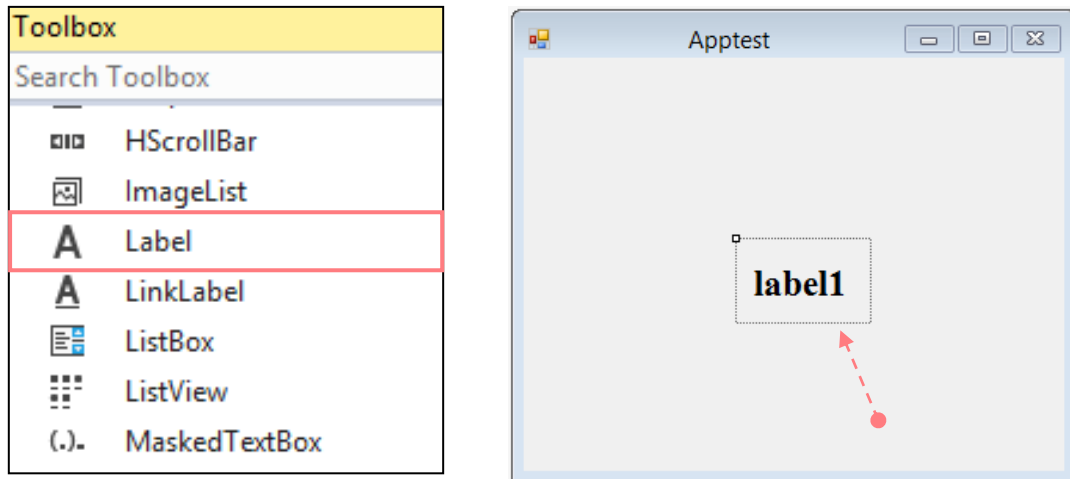 Toolbox
Search Toolbox
HScrollBar
ImageList
Label
LinkLabel
ListBox
ListView
MaskedTextBox
Apptest
label1